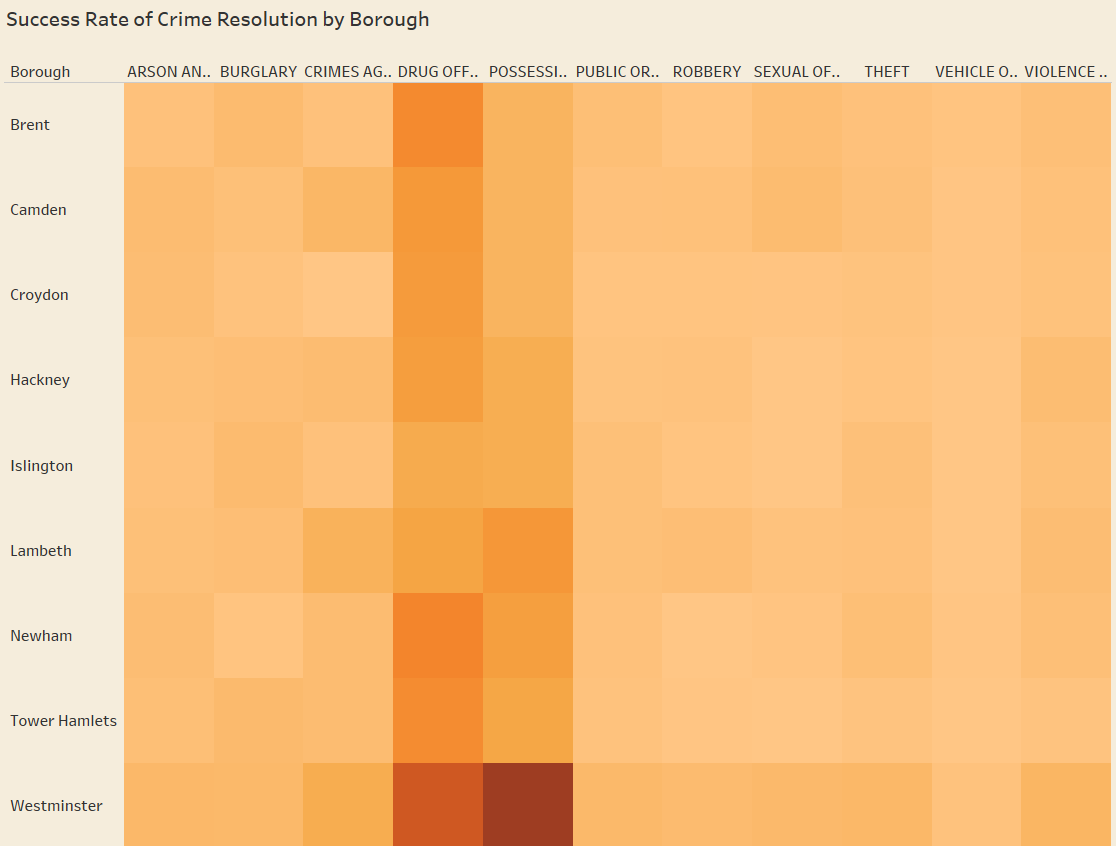 Success Rate of Crime Resolution by Borough
Borough ARSON AN.. BURGLARY CRIMES AG.. DRUG OFF.. POSSESSI.. PUBLIC OR.. ROBBERY SEXUAL OF.. THEFT VEHICLE O.. VIOLENCE ..
Brent
Camden
Croydon
Hackney
Islington
Lambeth
Newham
Tower Hamlets
Westminster